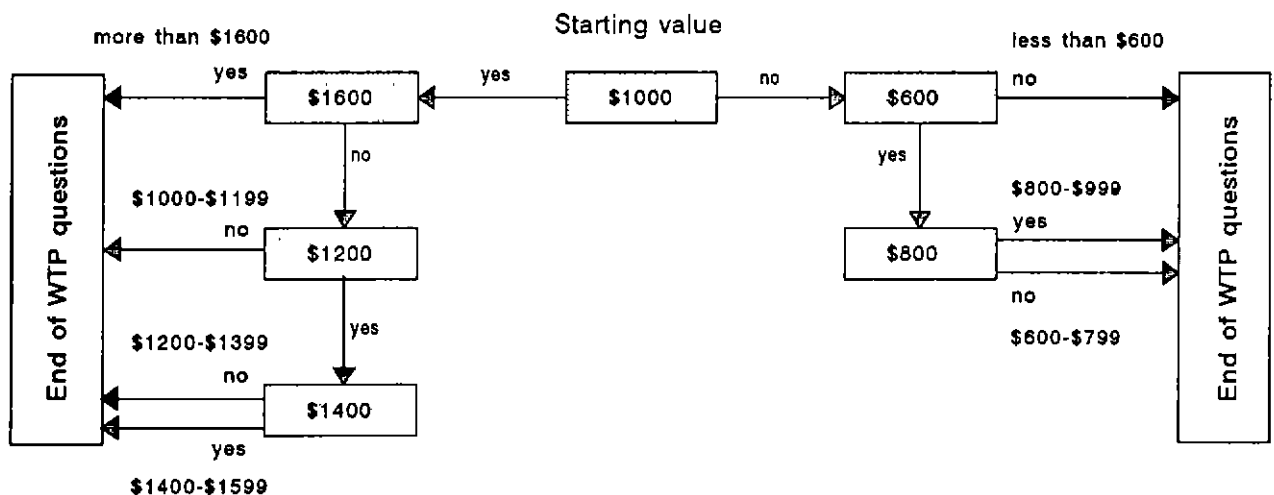 Starting value
more than $1600
less than $600
yes
$1600
yes
$1000
no
$600
no
no
yes
$1000-$1199
no
$1200
$800-$999
yes
$800
no
$600-$799
yes
$1200-$1399
no
$1400
yes
$1400-$1599
End of WTP questions
End of WTP questions